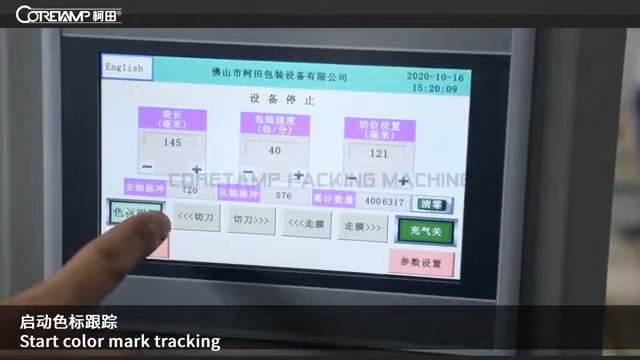 CORETAMP 柯田®
English
佛山市柯田包装设备有限公司
2020-10-16
15:20:09
设备停止
袋长
(毫米)
包装速度
(包/分)
切位位置
(毫米)
145
40
121
− +
− +
− +
CORETAMP PACKING MACHINE
主轴脉冲 720 从轴脉冲 576 累计数量 4006317 清零
色标跟踪 <<<切刀 切刀>>> <<<走膜 走膜>>> 充气关
参数设置
启动色标跟踪
Start color mark tracking